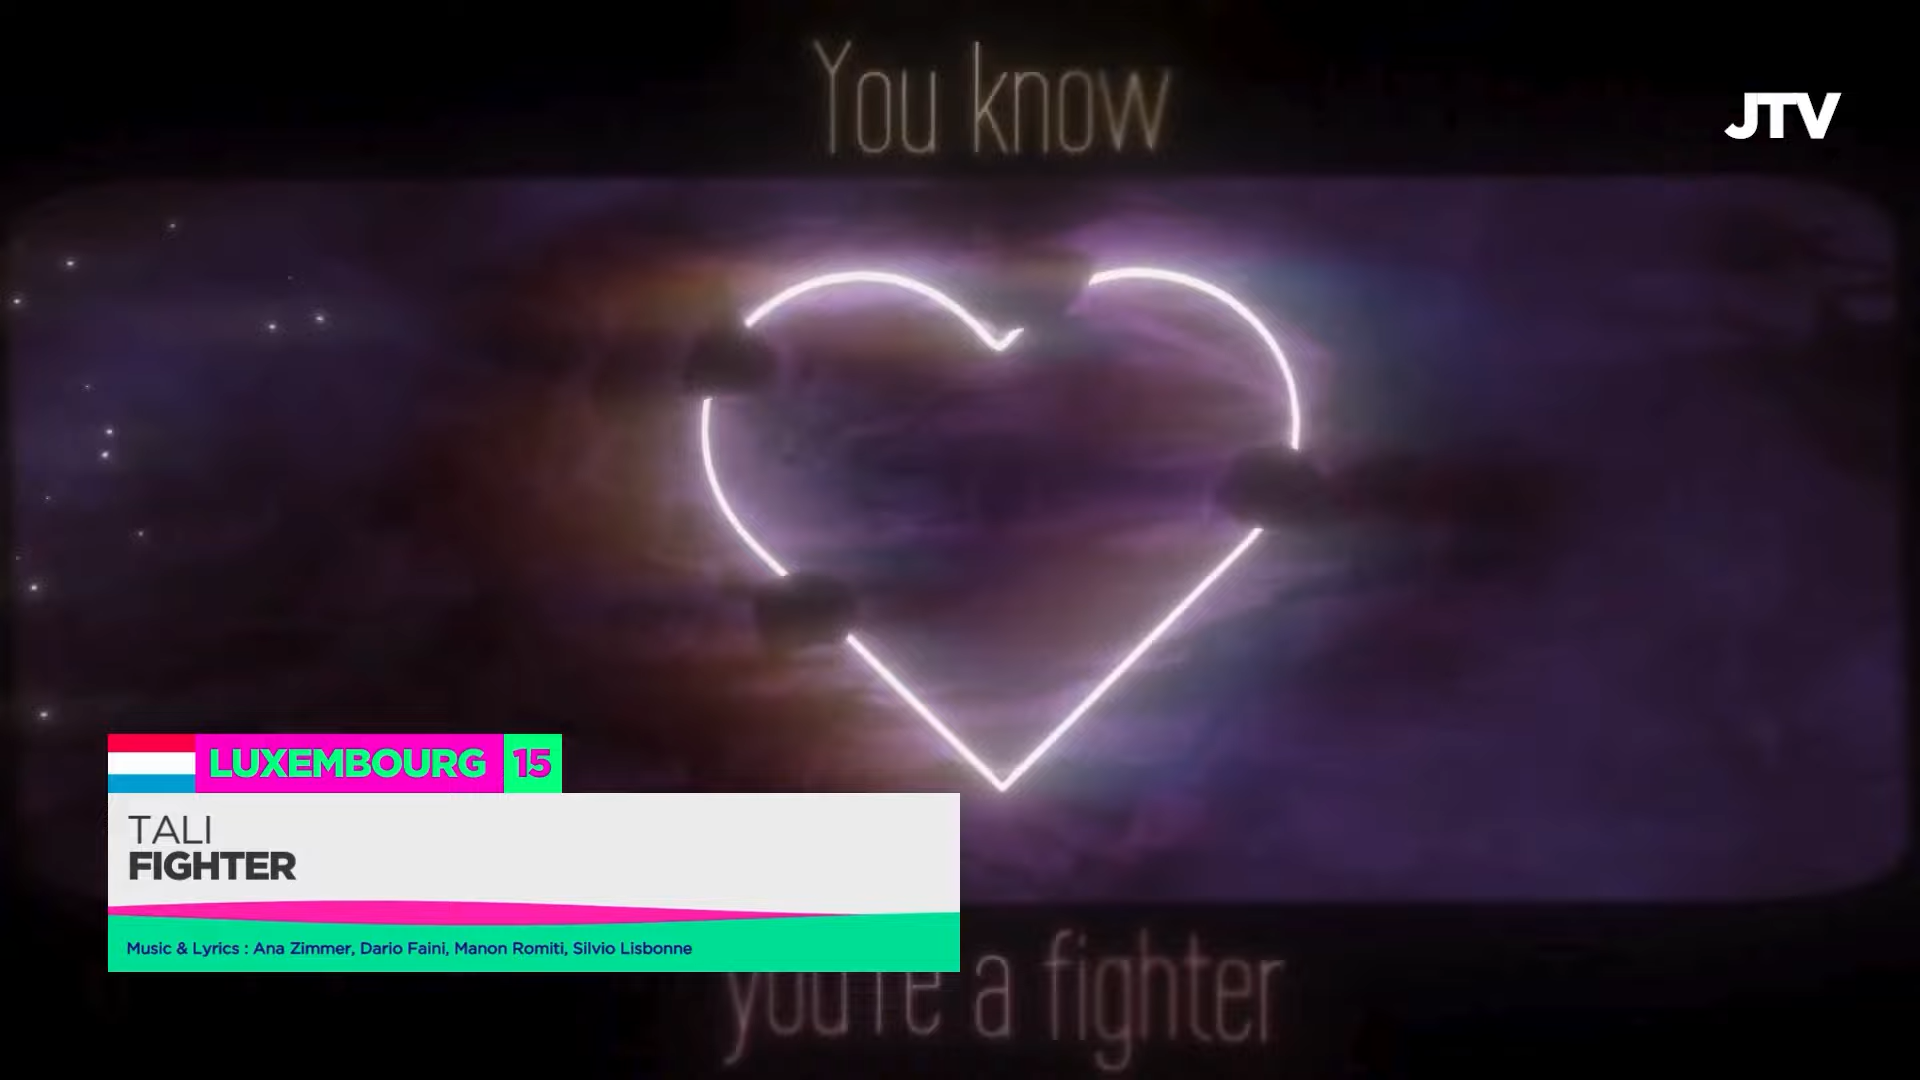 You know
JTV
LUXEMBOURG 15
TALI
FIGHTER
Music & Lyrics : Ana Zimmer, Dario Faini, Manon Romiti, Silvio Lisbonne
you're a fighter